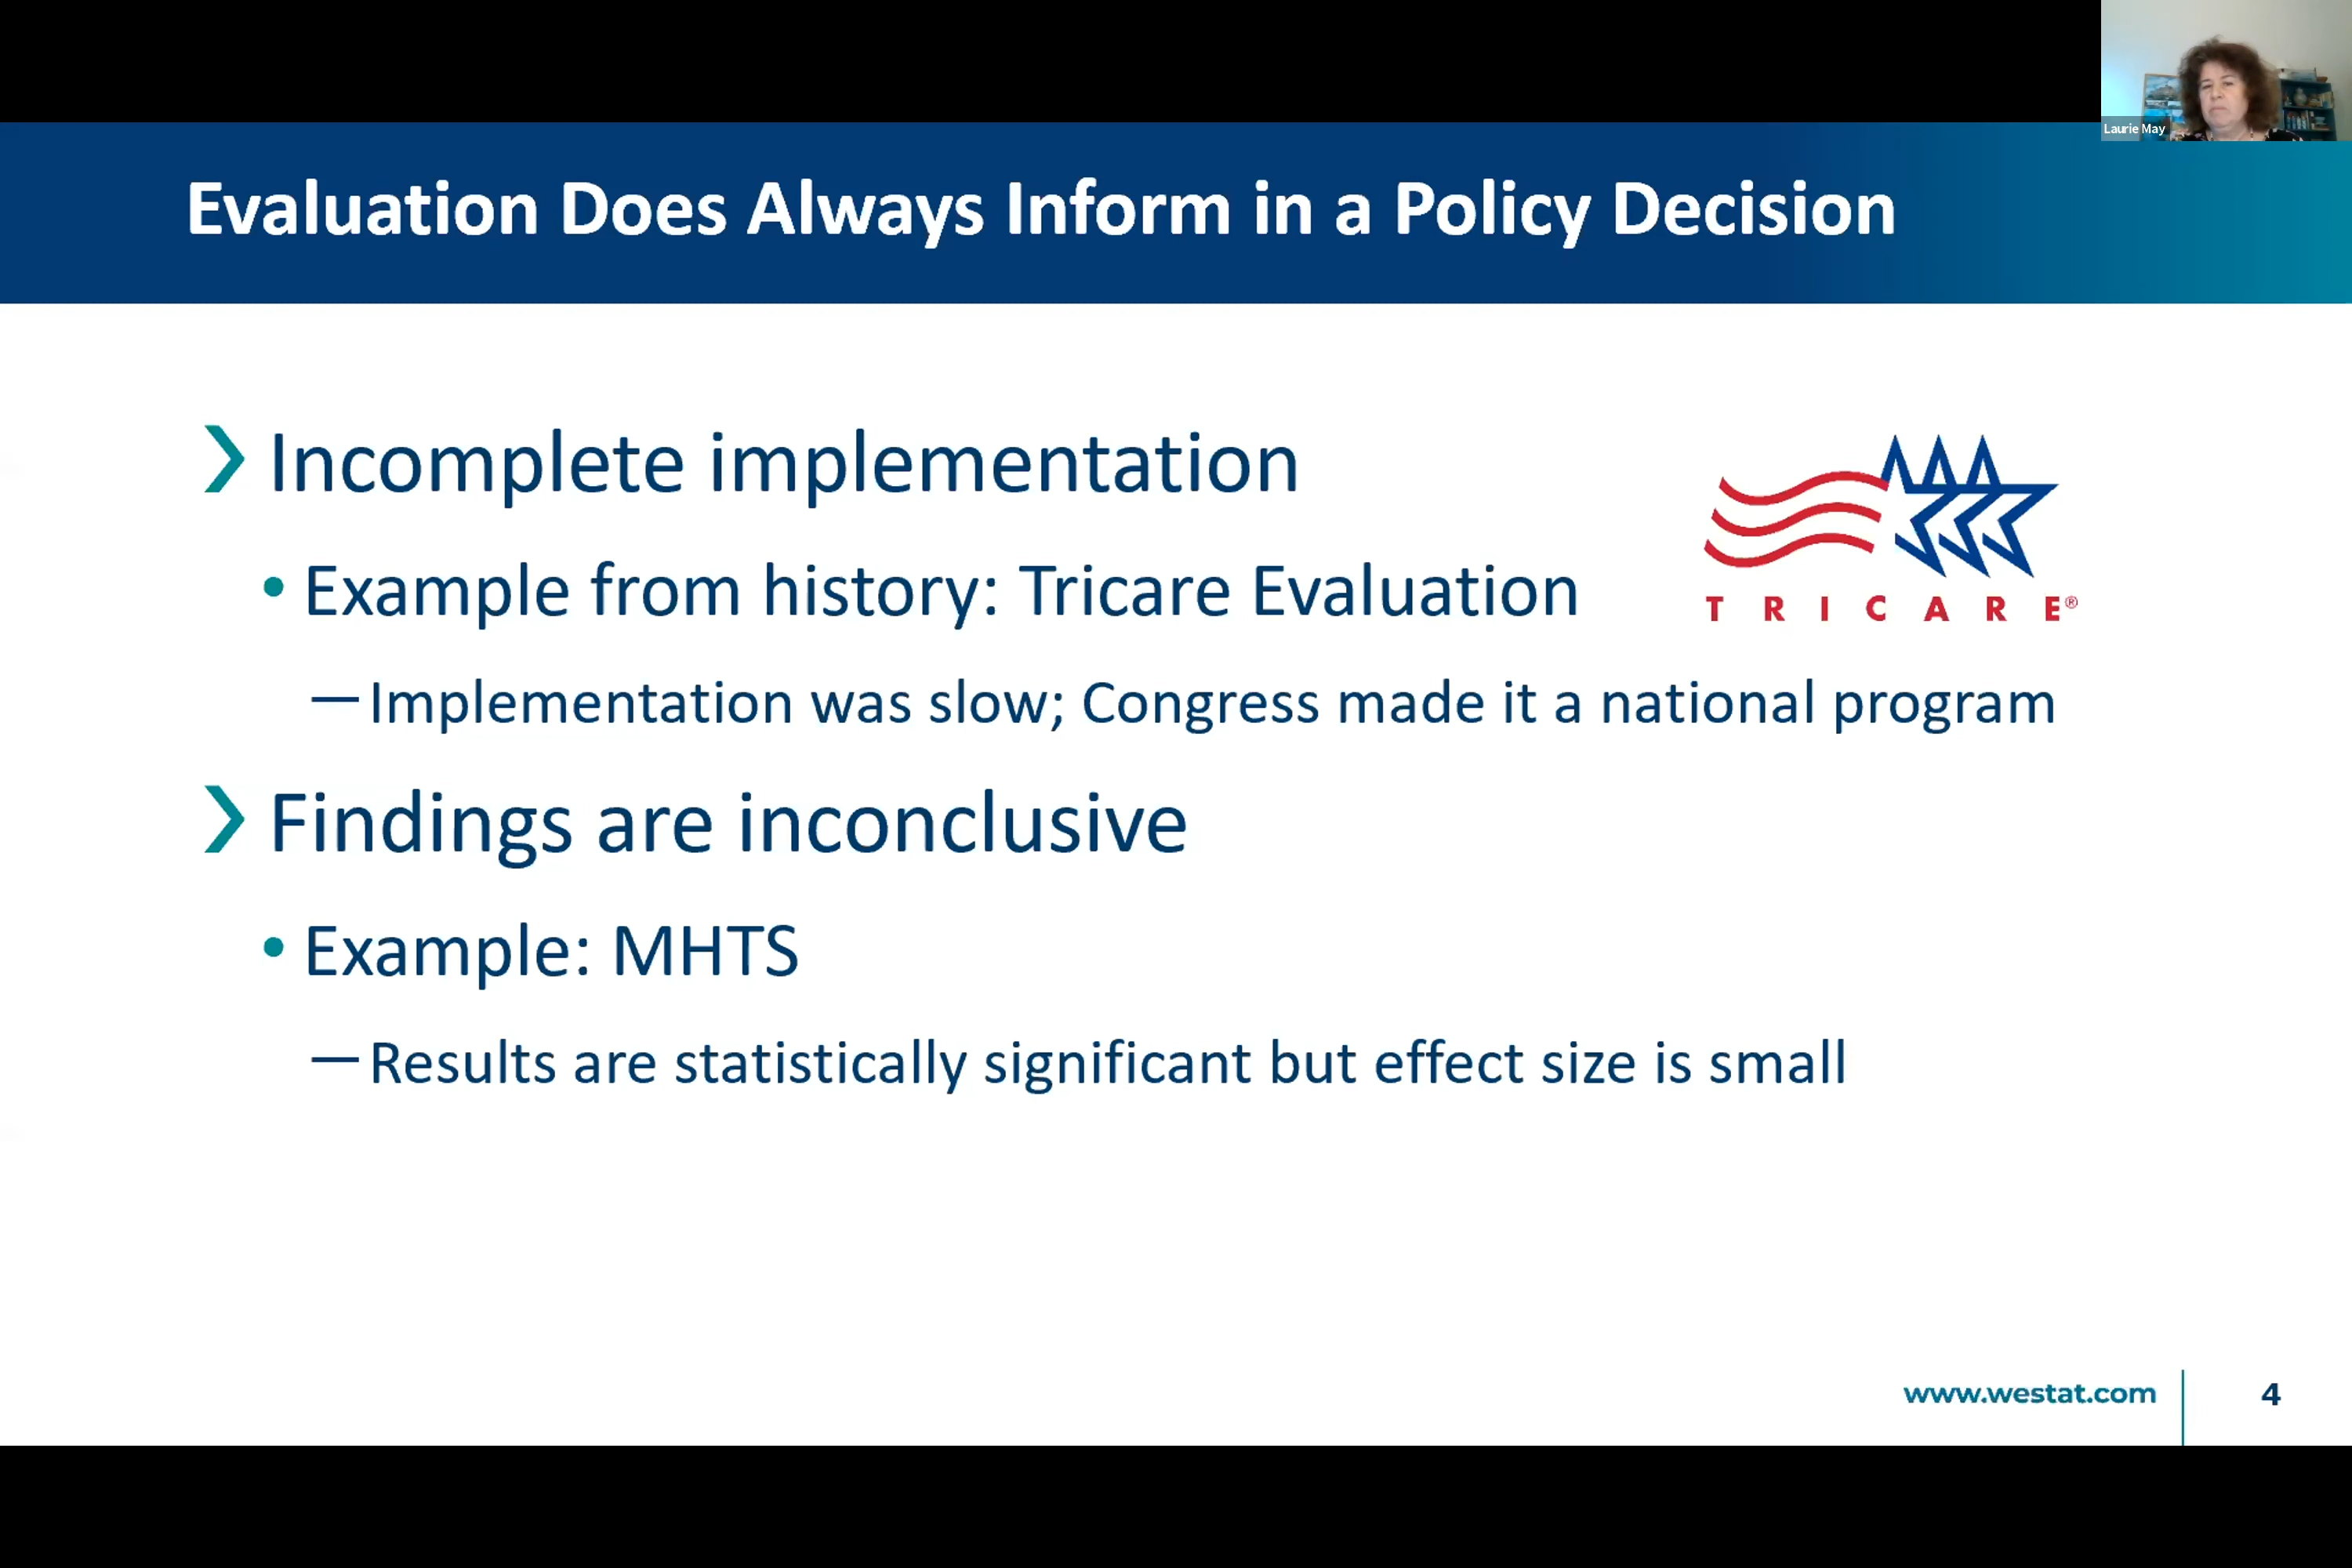 Laurie May
Evaluation Does Always Inform in a Policy Decision
Incomplete implementation
• Example from history: Tricare Evaluation
— Implementation was slow; Congress made it a national program
TRICARE®
Findings are inconclusive
• Example: MHTS
— Results are statistically significant but effect size is small
www.westat.com
4